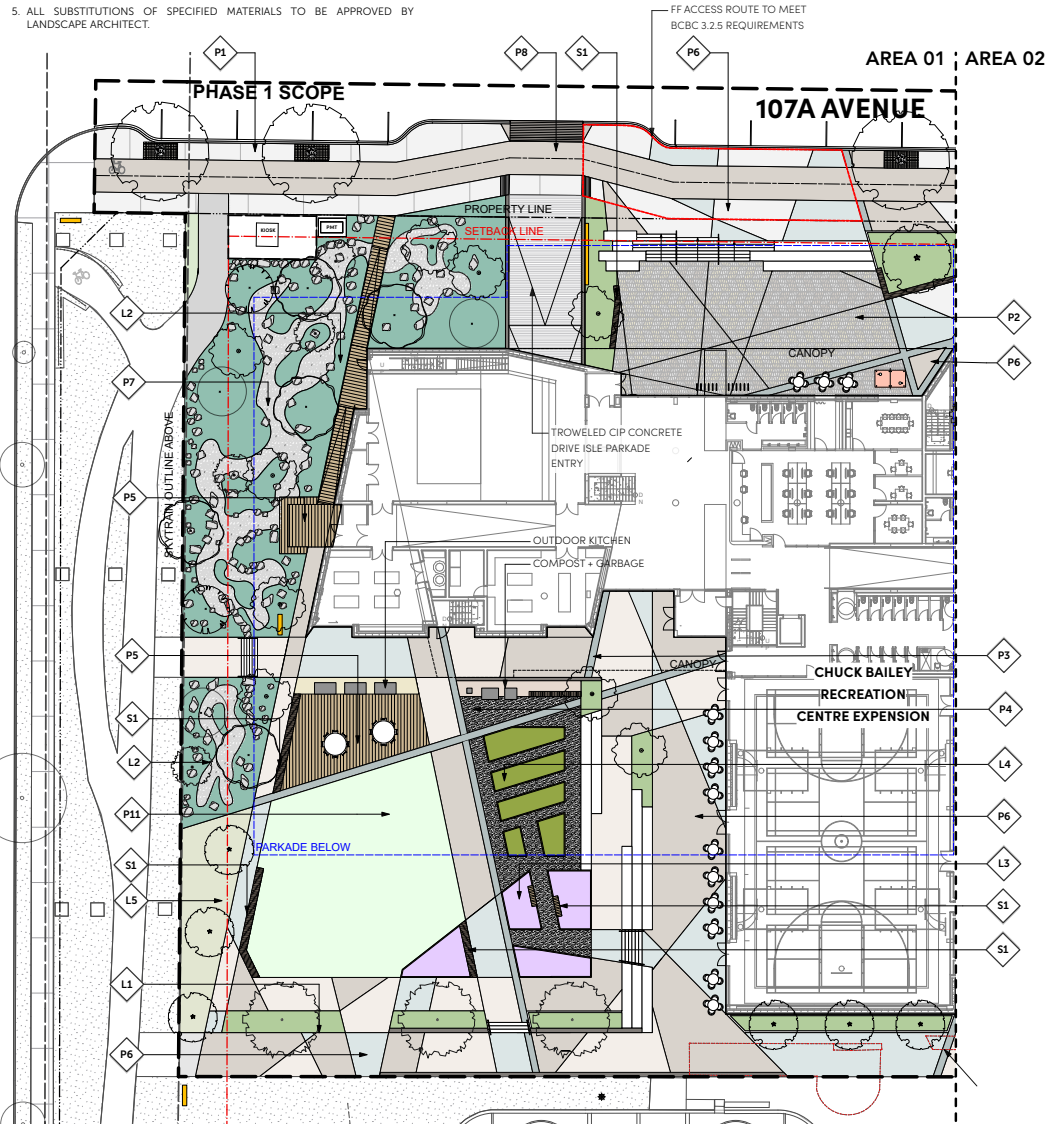 5. ALL SUBSTITUTIONS OF SPECIFIED MATERIALS TO BE APPROVED BY
LANDSCAPE ARCHITECT.
FF ACCESS ROUTE TO MEET
BCBC 3.2.5 REQUIREMENTS
P1
P8
S1
P6
AREA 01
AREA 02
PHASE 1 SCOPE
107A AVENUE
PROPERTY LINE
KIOSK
PMT
SETBACK LINE
L2
P2
CANOPY
P6
P7
TROWELED CIP CONCRETE
DRIVE ISLE PARKADE
ENTRY
SKYTRAIN OUTLINE ABOVE
P5
OUTDOOR KITCHEN
COMPOST + GARBAGE
P5
CANOPY
P3
CHUCK BAILEY
RECREATION
CENTRE EXPENSION
P4
S1
L2
L4
P11
P6
PARKADE BELOW
S1
L3
L5
S1
S1
L1
P6